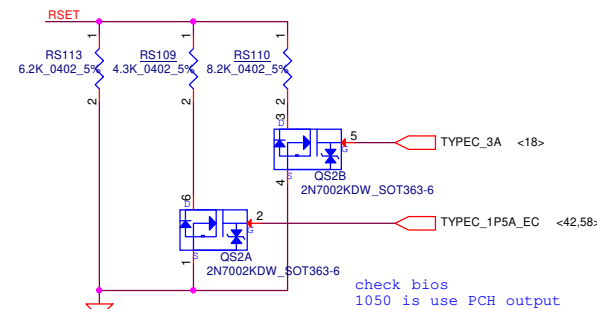 RSET
1 1 1
RS113 RS109 RS110
6.2K_0402_5% 4.3K_0402_5% 8.2K_0402_5%
2 2 2
3
D
5
TYPEC_3A <18>
G
S
4
QS2B
2N7002KDW_SOT363-6
6
D
2
TYPEC_1P5A_EC <42,58>
G
S
1
QS2A
2N7002KDW_SOT363-6
check bios
1050 is use PCH output